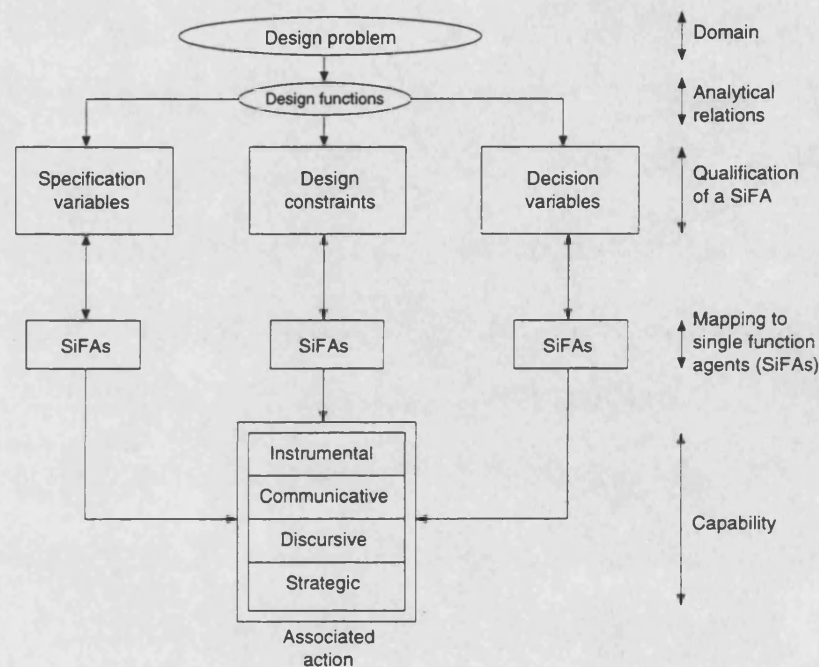 Design problem
Domain
Design functions
Analytical
relations
Specification
variables
Design
constraints
Decision
variables
Qualification
of a SiFA
SiFAs
SiFAs
SiFAs
Mapping to
single function
agents (SiFAs)
Instrumental
Communicative
Discursive
Strategic
Capability
Associated
action